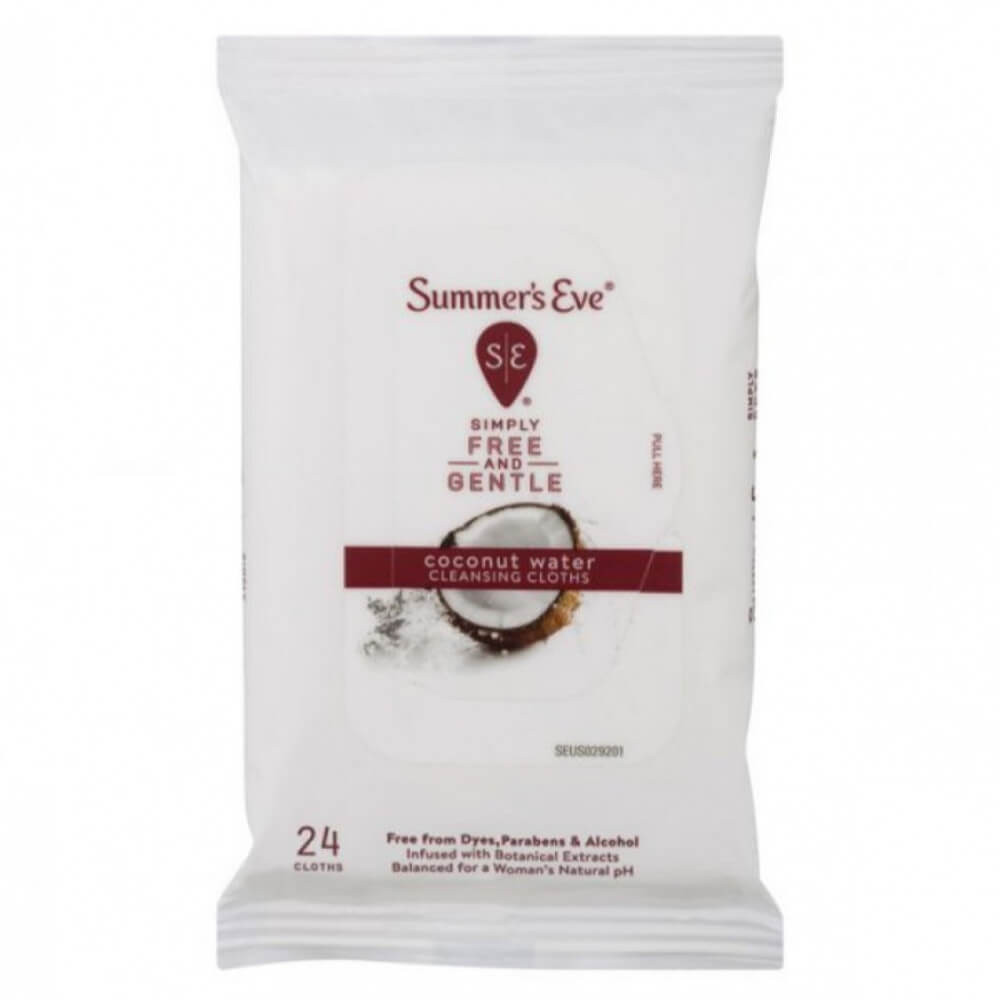 Summer's Eve®
S|E®
SIMPLY
FREE
AND
GENTLE
PULL HERE
coconut water
CLEANSING CLOTHS
SEUS029201
24
CLOTHS
Free from Dyes, Parabens & Alcohol
Infused with Botanical Extracts
Balanced for a Woman's Natural pH
SIMPLY